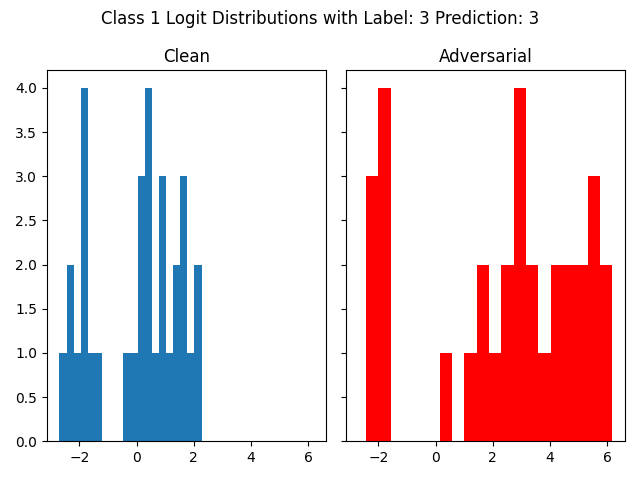 Class 1 Logit Distributions with Label: 3 Prediction: 3
Clean
Adversarial
4.0
3.5
3.0
2.5
2.0
1.5
1.0
0.5
0.0
−2 0 2 4 6
−2 0 2 4 6